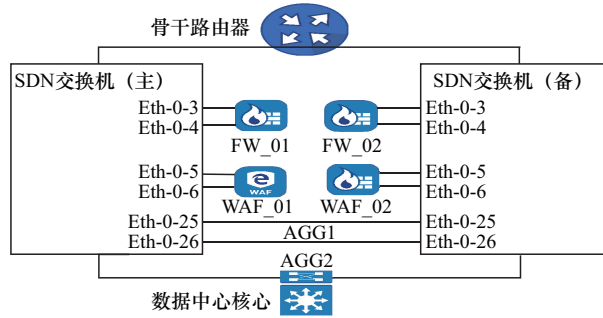 骨干路由器
SDN交换机（主）
SDN交换机（备）
Eth-0-3
Eth-0-3
Eth-0-4
Eth-0-4
FW_01
FW_02
Eth-0-5
Eth-0-5
Eth-0-6
Eth-0-6
WAF
WAF_01
WAF_02
Eth-0-25
Eth-0-25
AGG1
Eth-0-26
Eth-0-26
AGG2
数据中心核心